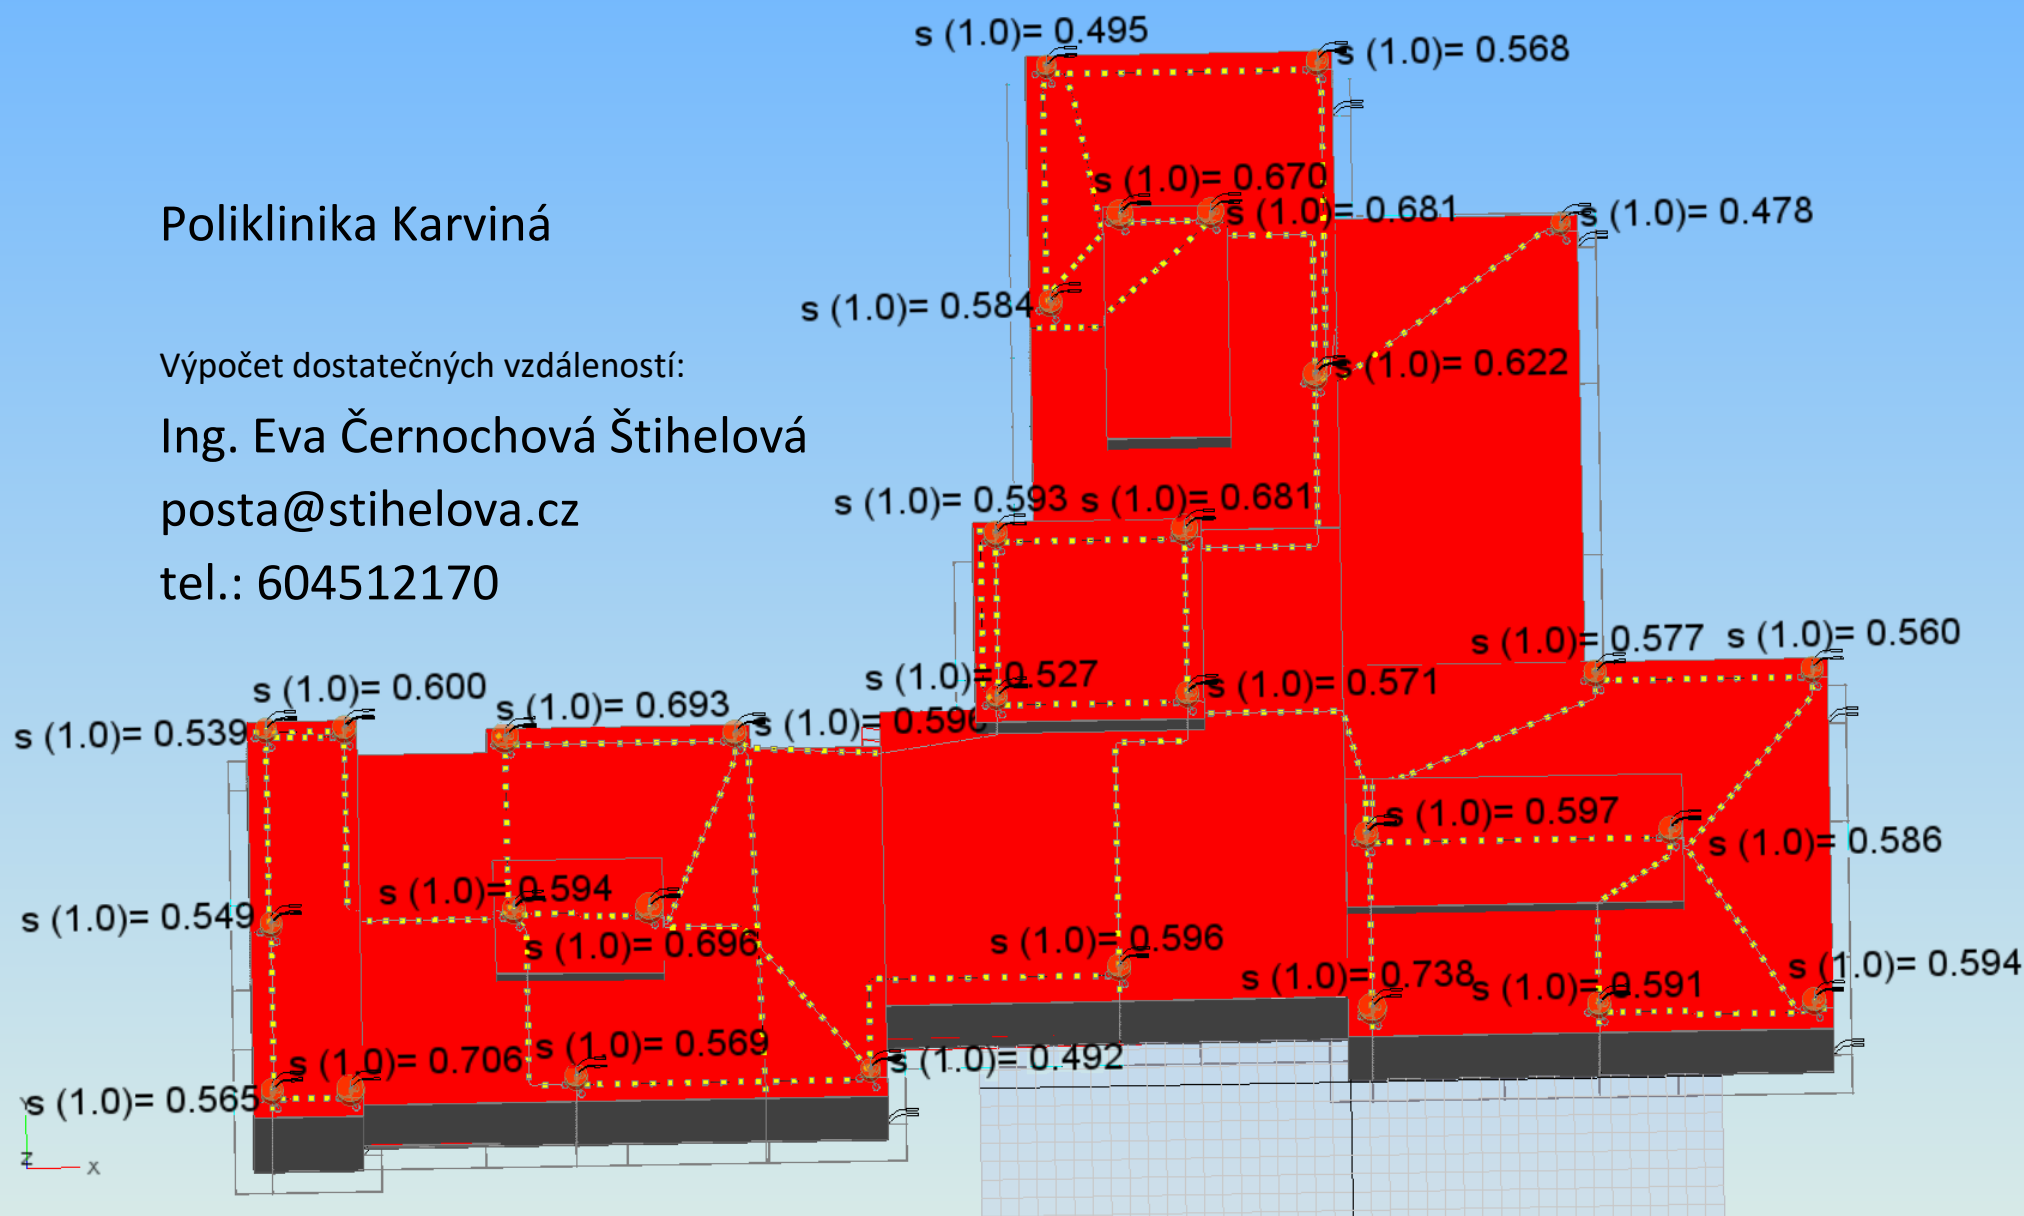 s (1.0)= 0.495
s (1.0)= 0.568
s (1.0)= 0.670
s (1.0)= 0.681
s (1.0)= 0.478
Poliklinika Karviná
s (1.0)= 0.584
s (1.0)= 0.622
Výpočet dostatečných vzdáleností:
Ing. Eva Černochová Štihelová
posta@stihelova.cz
tel.: 604512170
s (1.0)= 0.593
s (1.0)= 0.681
s (1.0)= 0.577
s (1.0)= 0.560
s (1.0)= 0.527
s (1.0)= 0.571
s (1.0)= 0.600
s (1.0)= 0.693
s (1.0)= 0.590
s (1.0)= 0.539
s (1.0)= 0.597
s (1.0)= 0.586
s (1.0)= 0.594
s (1.0)= 0.549
s (1.0)= 0.696
s (1.0)= 0.596
s (1.0)= 0.738
s (1.0)= 0.591
s (1.0)= 0.594
s (1.0)= 0.706
s (1.0)= 0.569
s (1.0)= 0.492
s (1.0)= 0.565
Y
Z
X